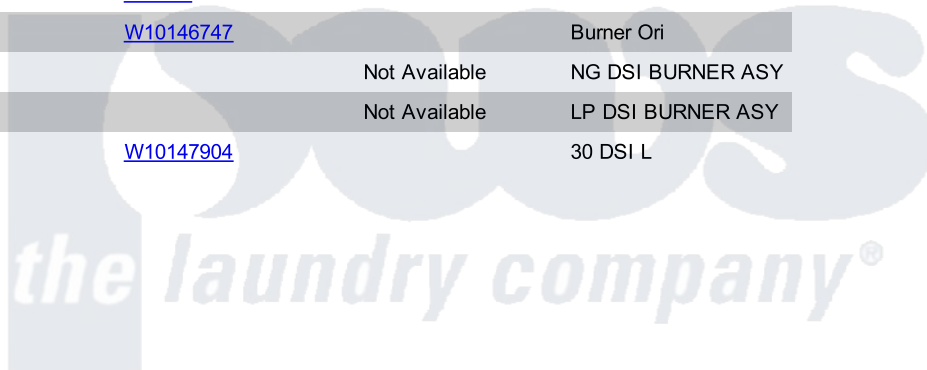 W10146747 Burner Ori
Not Available NG DSI BURNER ASY
Not Available LP DSI BURNER ASY
W10147904 30 DSI L
pws
the laundry company®